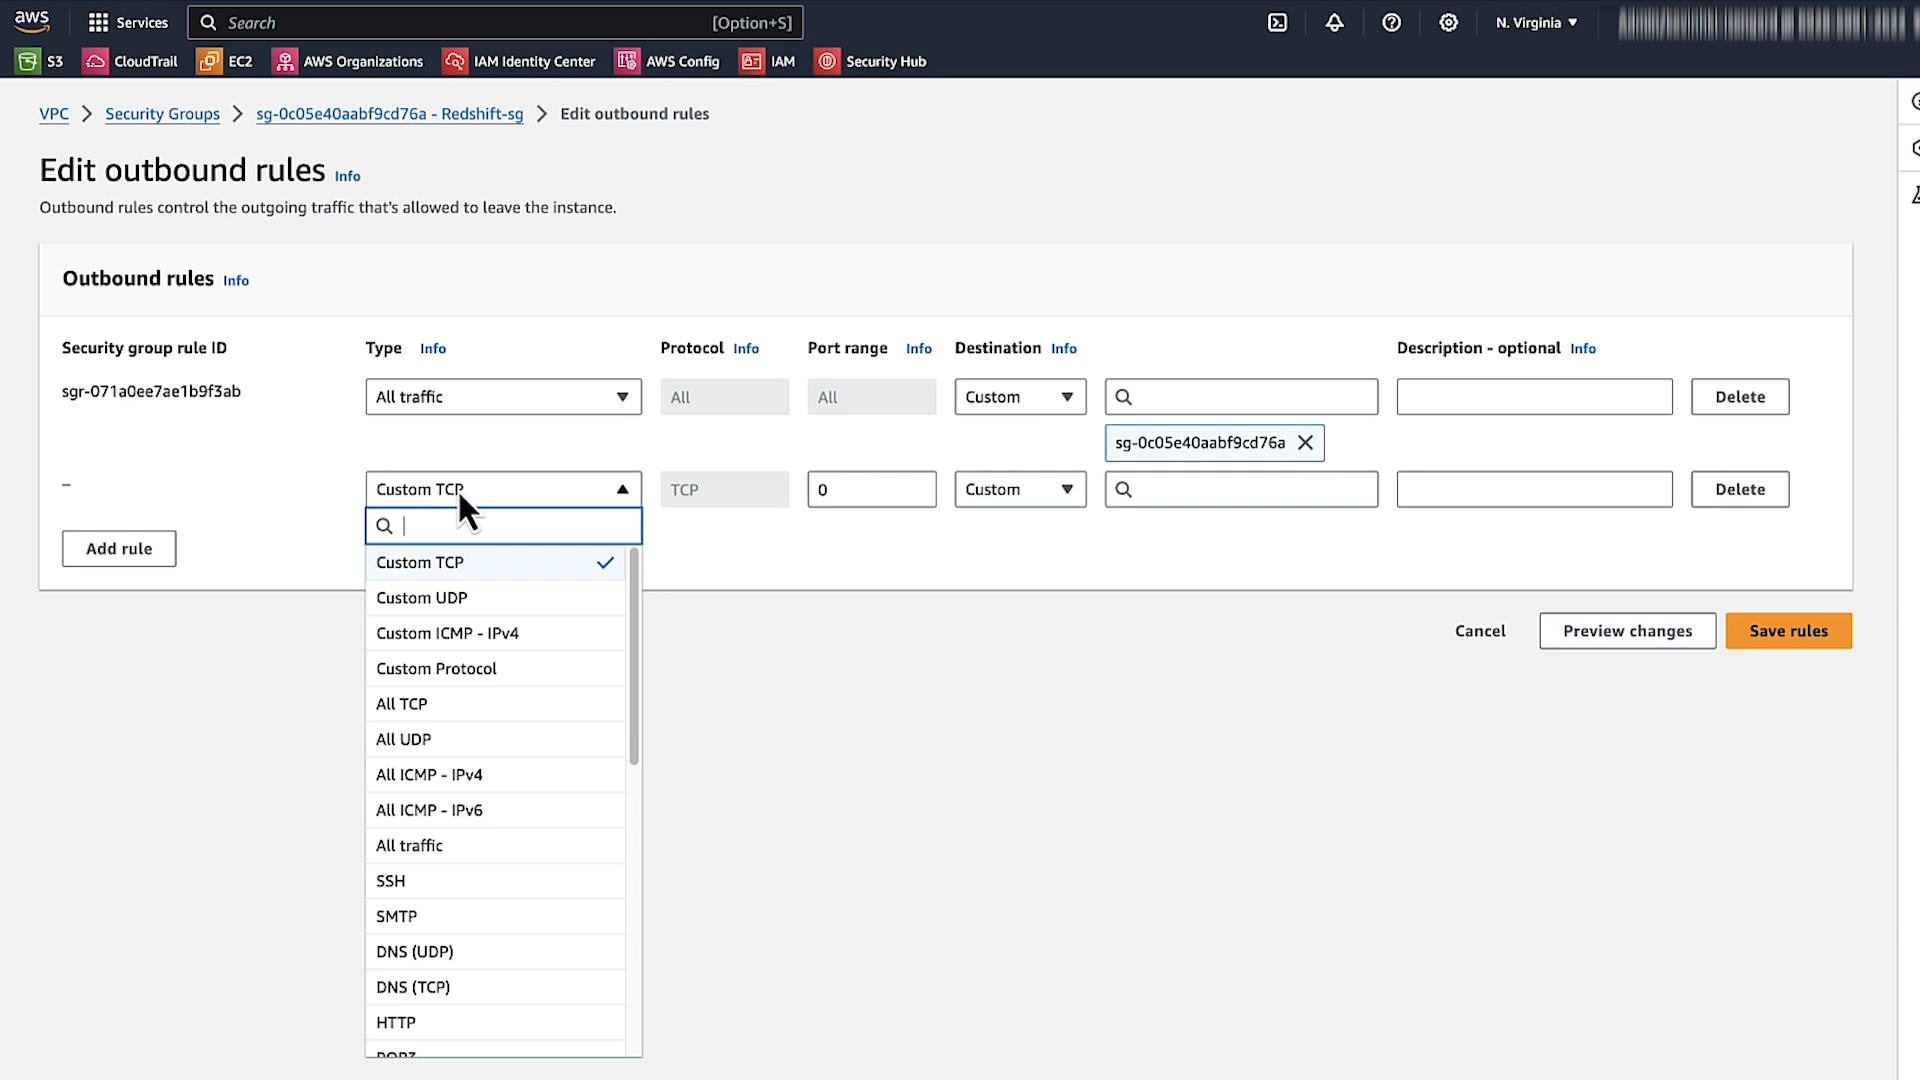 aws Services Search [Option+S] N. Virginia
S3 CloudTrail EC2 AWS Organizations IAM Identity Center AWS Config IAM Security Hub
VPC Security Groups sg-0c05e40aabf9cd76a - Redshift-sg Edit outbound rules
Edit outbound rules Info
Outbound rules control the outgoing traffic that's allowed to leave the instance.
Outbound rules Info
Security group rule ID Type Info Protocol Info Port range Info Destination Info Description - optional Info
sgr-071a0ee7ae1b9f3ab All traffic All All Custom Delete
sg-0c05e40aabf9cd76a
– Custom TCP TCP 0 Custom Delete
Add rule
Custom TCP
Custom UDP
Cancel Preview changes Save rules
Custom ICMP - IPv4
Custom Protocol
All TCP
All UDP
All ICMP - IPv4
All ICMP - IPv6
All traffic
SSH
SMTP
DNS (UDP)
DNS (TCP)
HTTP
POP3